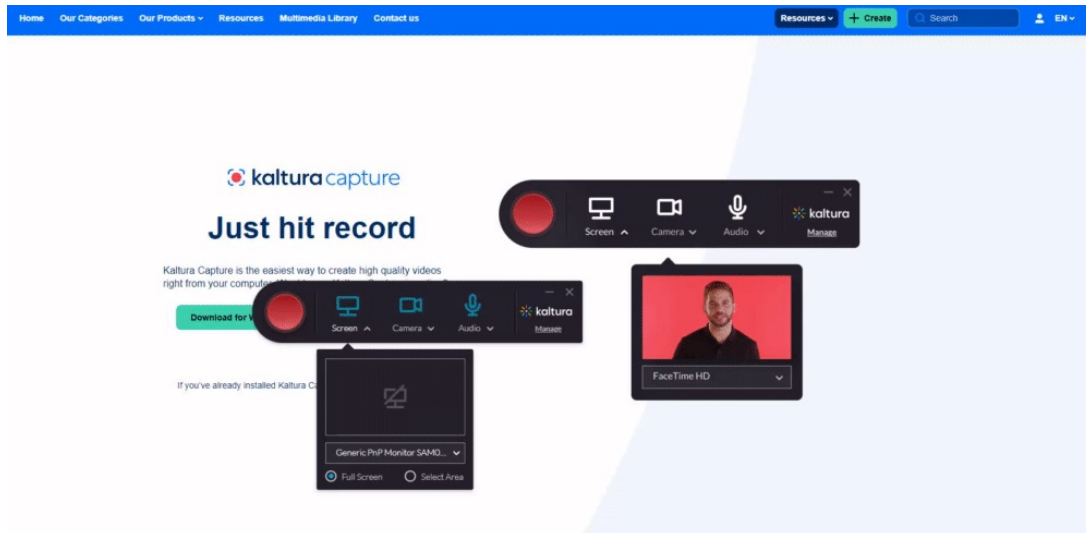 Home Our Categories Our Products Resources Multimedia Library Contact us Resources + Create Search EN
kaltura capture
Just hit record
Kaltura Capture is the easiest way to create high quality videos
right from your computer.
Download for
If you've already installed Kaltura
Screen Camera Audio kaltura
Manage
Generic PnP Monitor SAM0...
Full Screen Select Area
Screen Camera Audio kaltura
Manage
FaceTime HD